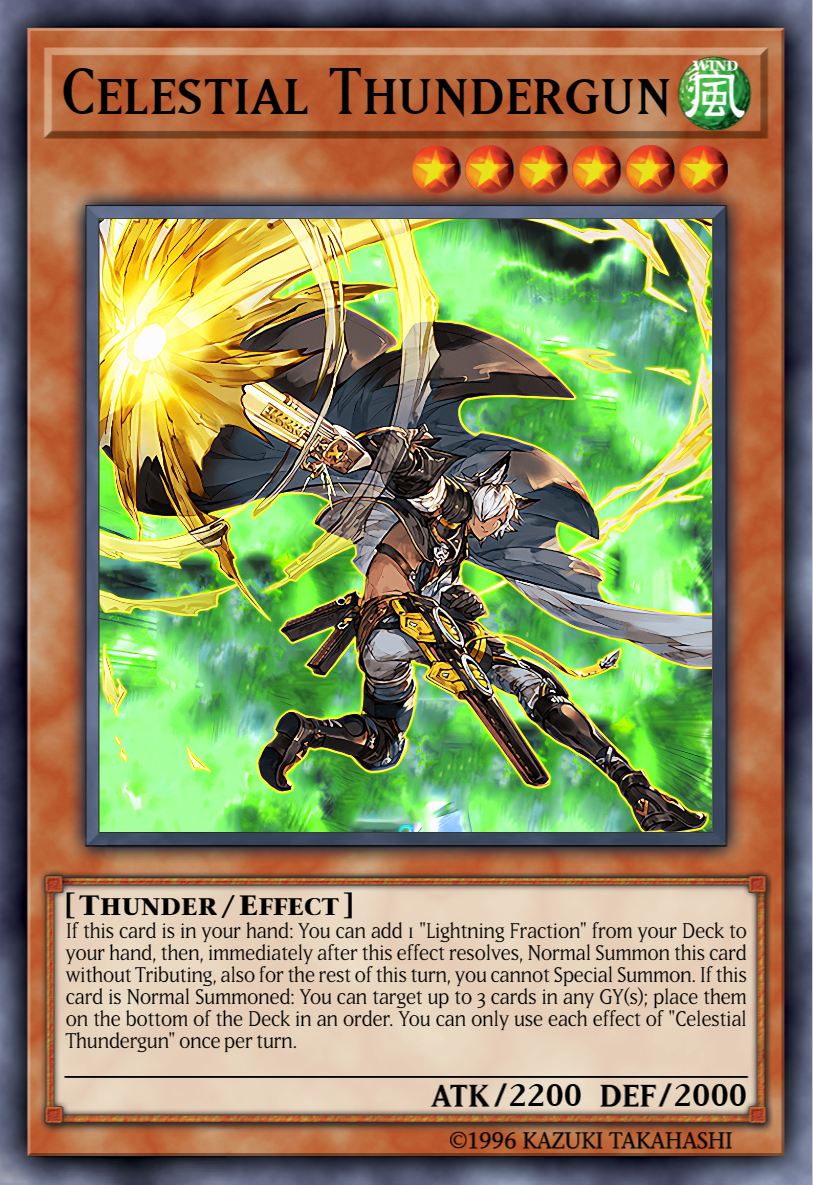 Celestial Thundergun
WIND
風
[Thunder/Effect]
If this card is in your hand: You can add 1 "Lightning Fraction" from your Deck to
your hand, then, immediately after this effect resolves, Normal Summon this card
without Tributing, also for the rest of this turn, you cannot Special Summon. If this
card is Normal Summoned: You can target up to 3 cards in any GY(s); place them
on the bottom of the Deck in an order. You can only use each effect of "Celestial
Thundergun" once per turn.
ATK/2200 DEF/2000
©1996 KAZUKI TAKAHASHI